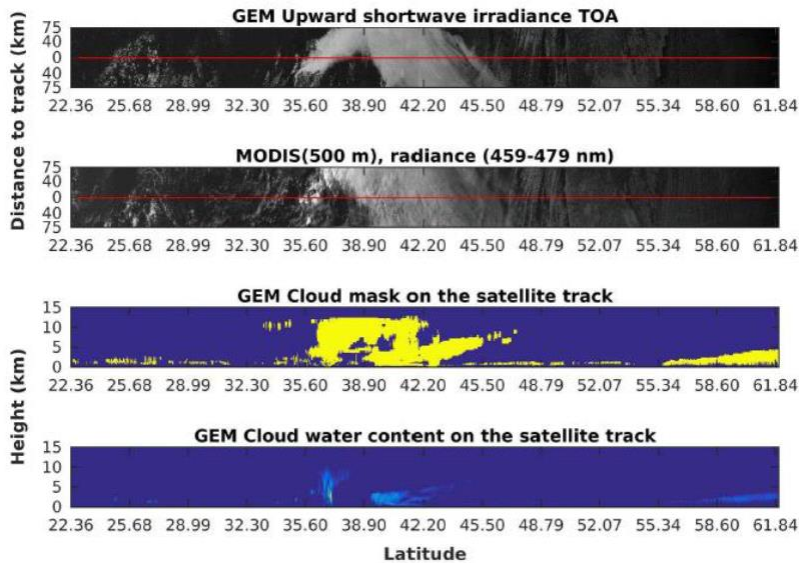 GEM Upward shortwave irradiance TOA
75
40
0
40
75
22.36 25.68 28.99 32.30 35.60 38.90 42.20 45.50 48.79 52.07 55.34 58.60 61.84
MODIS(500 m), radiance (459-479 nm)
75
40
0
40
75
22.36 25.68 28.99 32.30 35.60 38.90 42.20 45.50 48.79 52.07 55.34 58.60 61.84
Distance to track (km)
GEM Cloud mask on the satellite track
15
10
5
0
22.36 25.68 28.99 32.30 35.60 38.90 42.20 45.50 48.79 52.07 55.34 58.60 61.84
GEM Cloud water content on the satellite track
15
10
5
0
22.36 25.68 28.99 32.30 35.60 38.90 42.20 45.50 48.79 52.07 55.34 58.60 61.84
Height (km)
Latitude